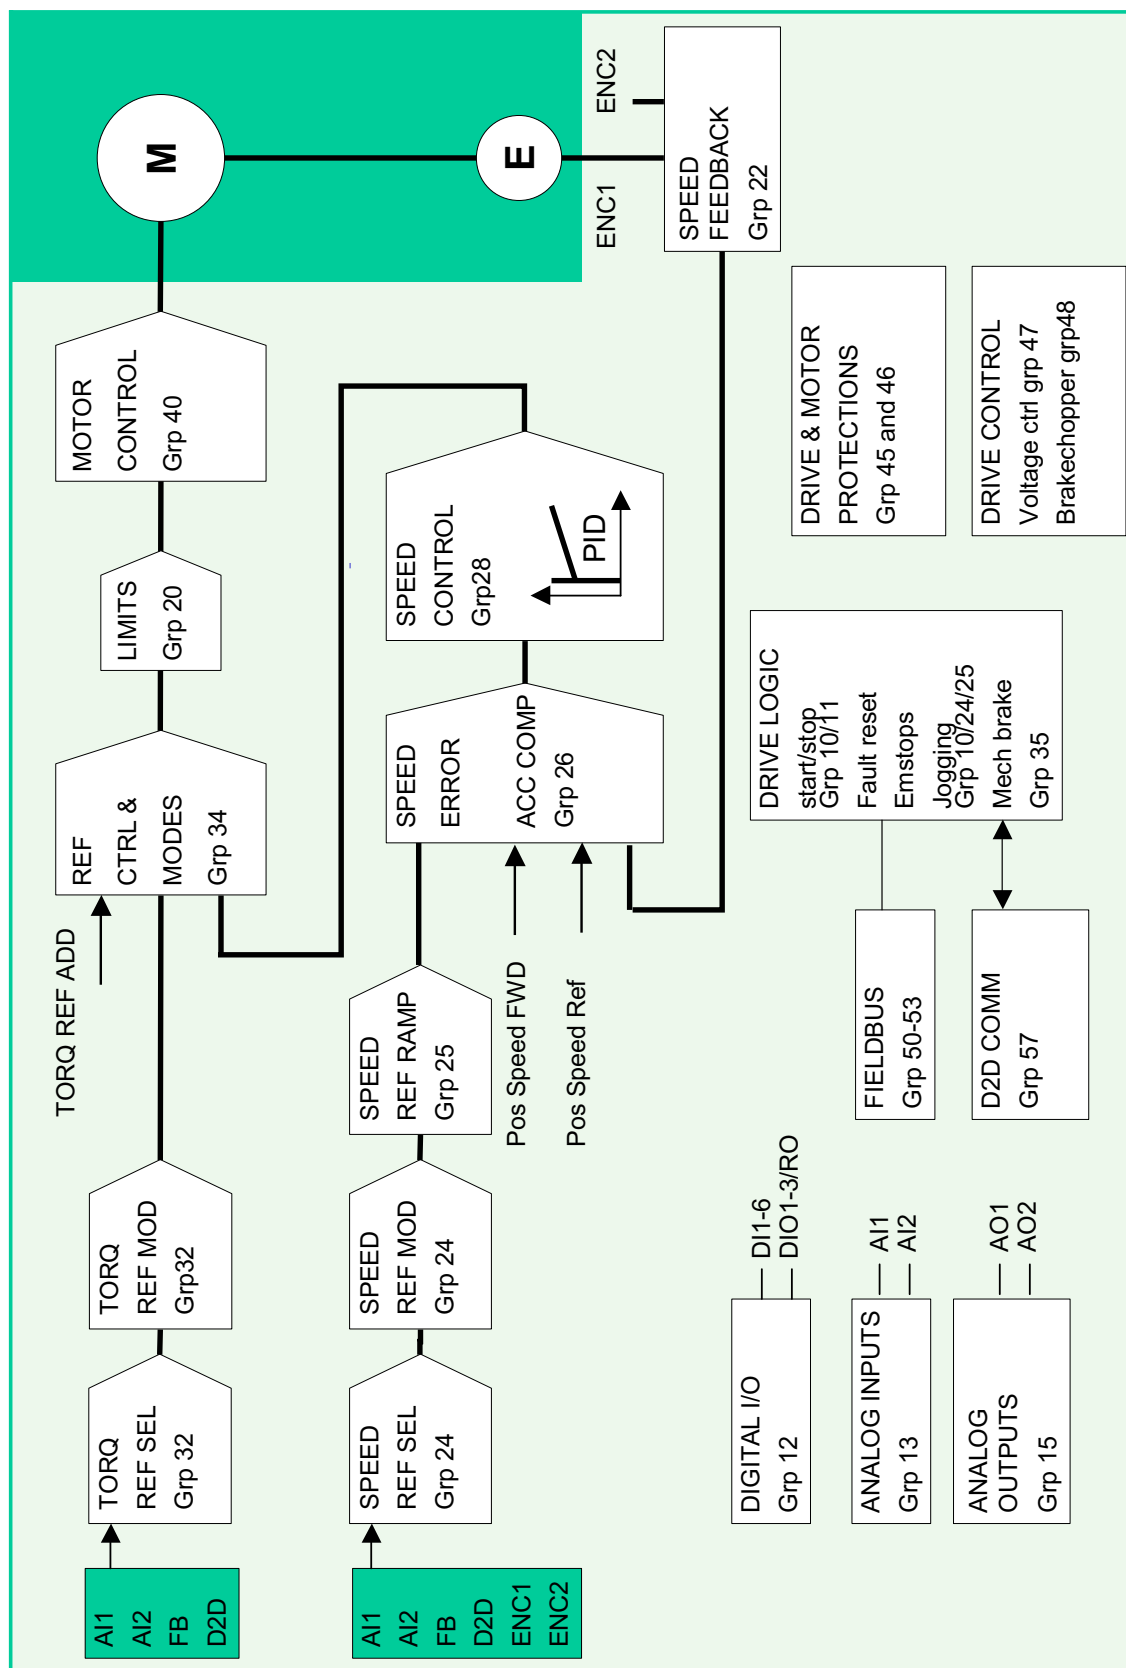 AI1
AI2
FB
D2D
TORQ
REF SEL
Grp 32
TORQ
REF MOD
Grp32
TORQ REF ADD
REF
CTRL &
MODES
Grp 34
LIMITS
Grp 20
MOTOR
CONTROL
Grp 40
M
AI1
AI2
FB
D2D
ENC1
ENC2
SPEED
REF SEL
Grp 24
SPEED
REF MOD
Grp 24
SPEED
REF RAMP
Grp 25
Pos Speed FWD
Pos Speed Ref
SPEED
ERROR
ACC COMP
Grp 26
SPEED
CONTROL
Grp28
PID
E
ENC1
ENC2
SPEED
FEEDBACK
Grp 22
DIGITAL I/O
Grp 12
DI1-6
DIO1-3/RO
ANALOG INPUTS
Grp 13
AI1
AI2
ANALOG
OUTPUTS
Grp 15
AO1
AO2
FIELDBUS
Grp 50-53
D2D COMM
Grp 57
DRIVE LOGIC
start/stop
Grp 10/11
Fault reset
Emstops
Jogging
Grp 10/24/25
Mech brake
Grp 35
DRIVE & MOTOR
PROTECTIONS
Grp 45 and 46
DRIVE CONTROL
Voltage ctrl grp 47
Brakechopper grp48